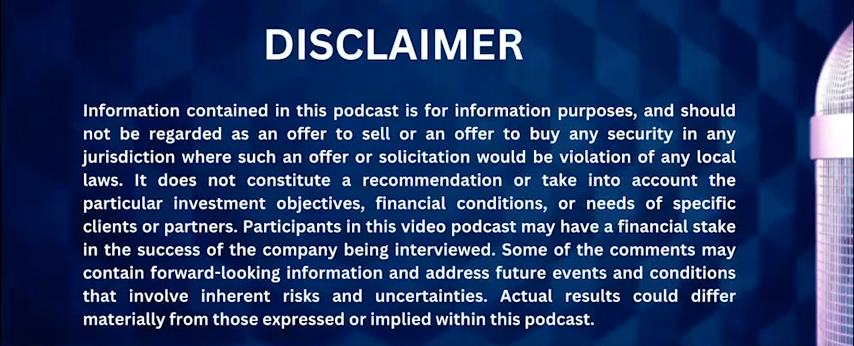 DISCLAIMER
Information contained in this podcast is for information purposes, and should
not be regarded as an offer to sell or an offer to buy any security in any
jurisdiction where such an offer or solicitation would be violation of any local
laws. It does not constitute a recommendation or take into account the
particular investment objectives, financial conditions, or needs of specific
clients or partners. Participants in this video podcast may have a financial stake
in the success of the company being interviewed. Some of the comments may
contain forward-looking information and address future events and conditions
that involve inherent risks and uncertainties. Actual results could differ
materially from those expressed or implied within this podcast.